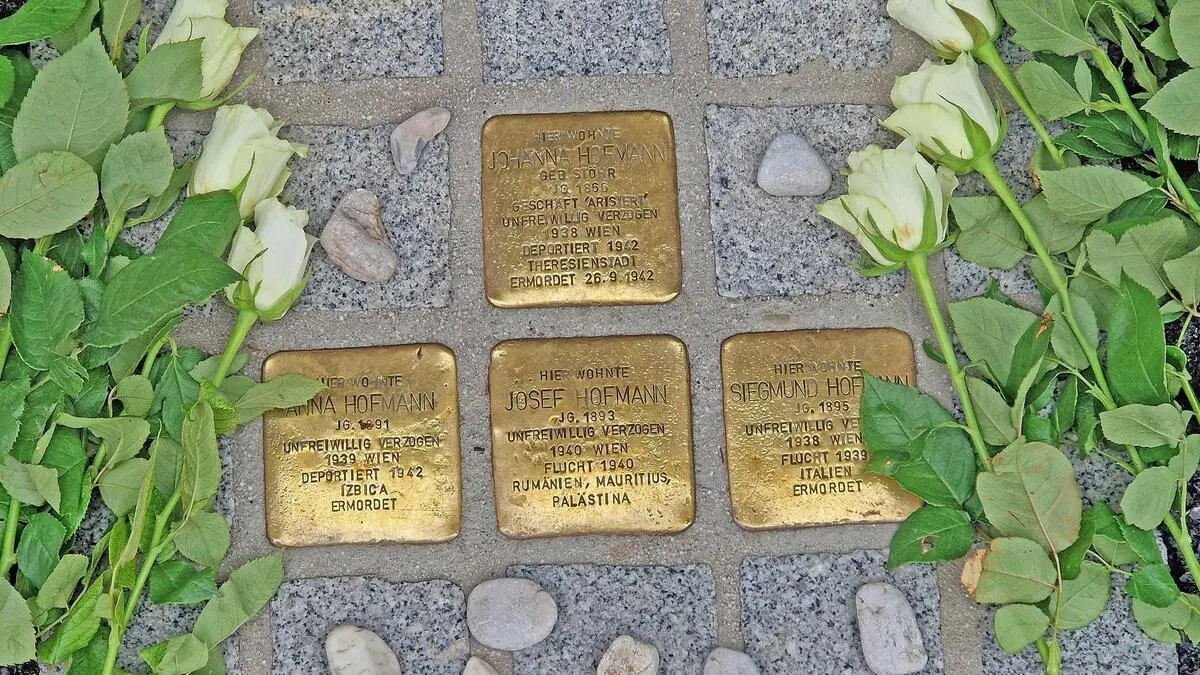 HIER WOHNTE
JOHANNA HOFMANN
GEB. STÖRR
JG. 1866
GESCHÄFT 'ARISIERT'
UNFREIWILLIG VERZOGEN
1938 WIEN
DEPORTIERT 1942
THERESIENSTADT
ERMORDET 26.9.1942
HIER WOHNTE
ANNA HOFMANN
JG. 1891
UNFREIWILLIG VERZOGEN
1939 WIEN
DEPORTIERT 1942
IZBICA
ERMORDET
HIER WOHNTE
JOSEF HOFMANN
JG. 1893
UNFREIWILLIG VERZOGEN
1940 WIEN
FLUCHT 1940
RUMÄNIEN, MAURITIUS,
PALÄSTINA
HIER WOHNTE
SIEGMUND
JG. 1895
UNFREIWILLIG
1938 WIEN
FLUCHT 1939
ITALIEN
ERMORDET